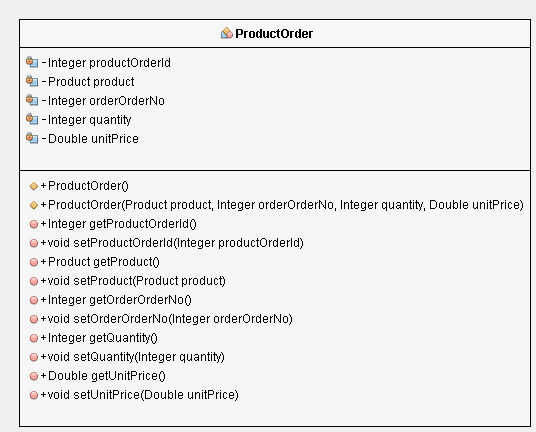 ProductOrder
-Integer productOrderId
-Product product
-Integer orderOrderNo
-Integer quantity
-Double unitPrice
+ProductOrder()
+ProductOrder(Product product, Integer orderOrderNo, Integer quantity, Double unitPrice)
+Integer getProductOrderId()
+void setProductOrderId(Integer productOrderId)
+Product getProduct()
+void setProduct(Product product)
+Integer getOrderOrderNo()
+void setOrderOrderNo(Integer orderOrderNo)
+Integer getQuantity()
+void setQuantity(Integer quantity)
+Double getUnitPrice()
+void setUnitPrice(Double unitPrice)